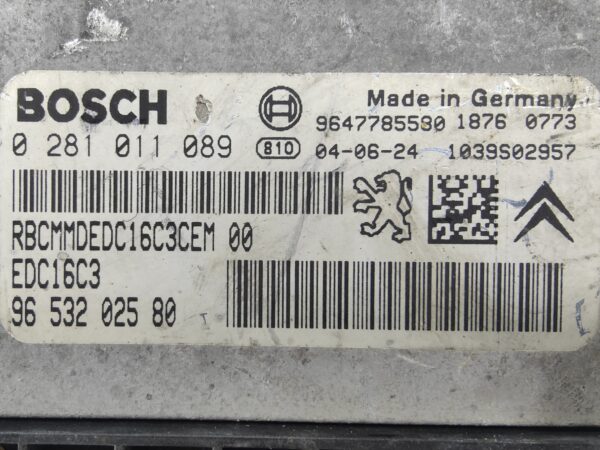 BOSCH
Made in Germany
9647785580 1876 0773
0 281 011 089 810 04-06-24 1039S02957
RBCMMDEDC16C3CEM 00
EDC16C3
96 532 025 80